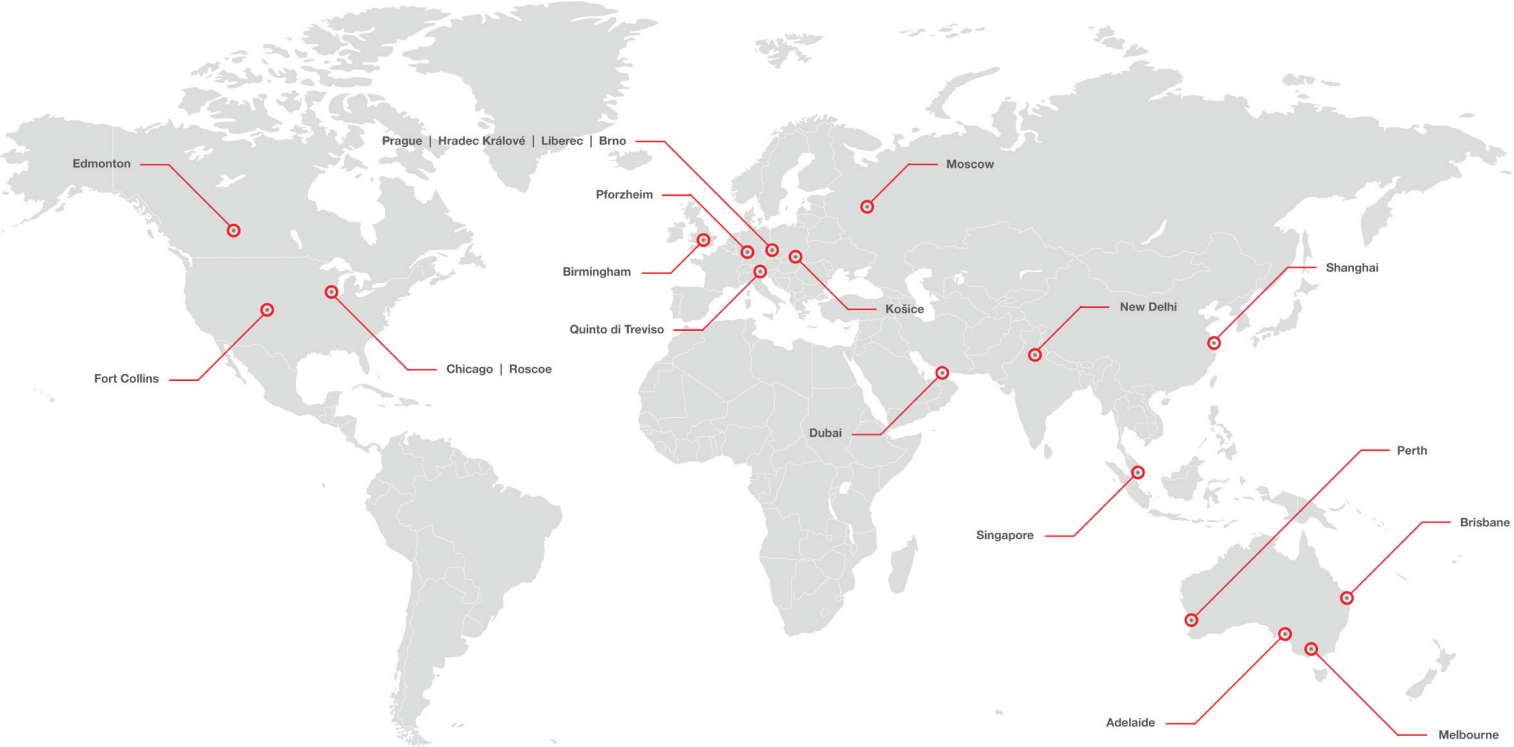 Prague | Hradec Králové | Liberec | Brno
Edmonton
Moscow
Pforzheim
Birmingham
Shanghai
New Delhi
Košice
Quinto di Treviso
Chicago | Roscoe
Fort Collins
Dubai
Perth
Brisbane
Singapore
Adelaide
Melbourne